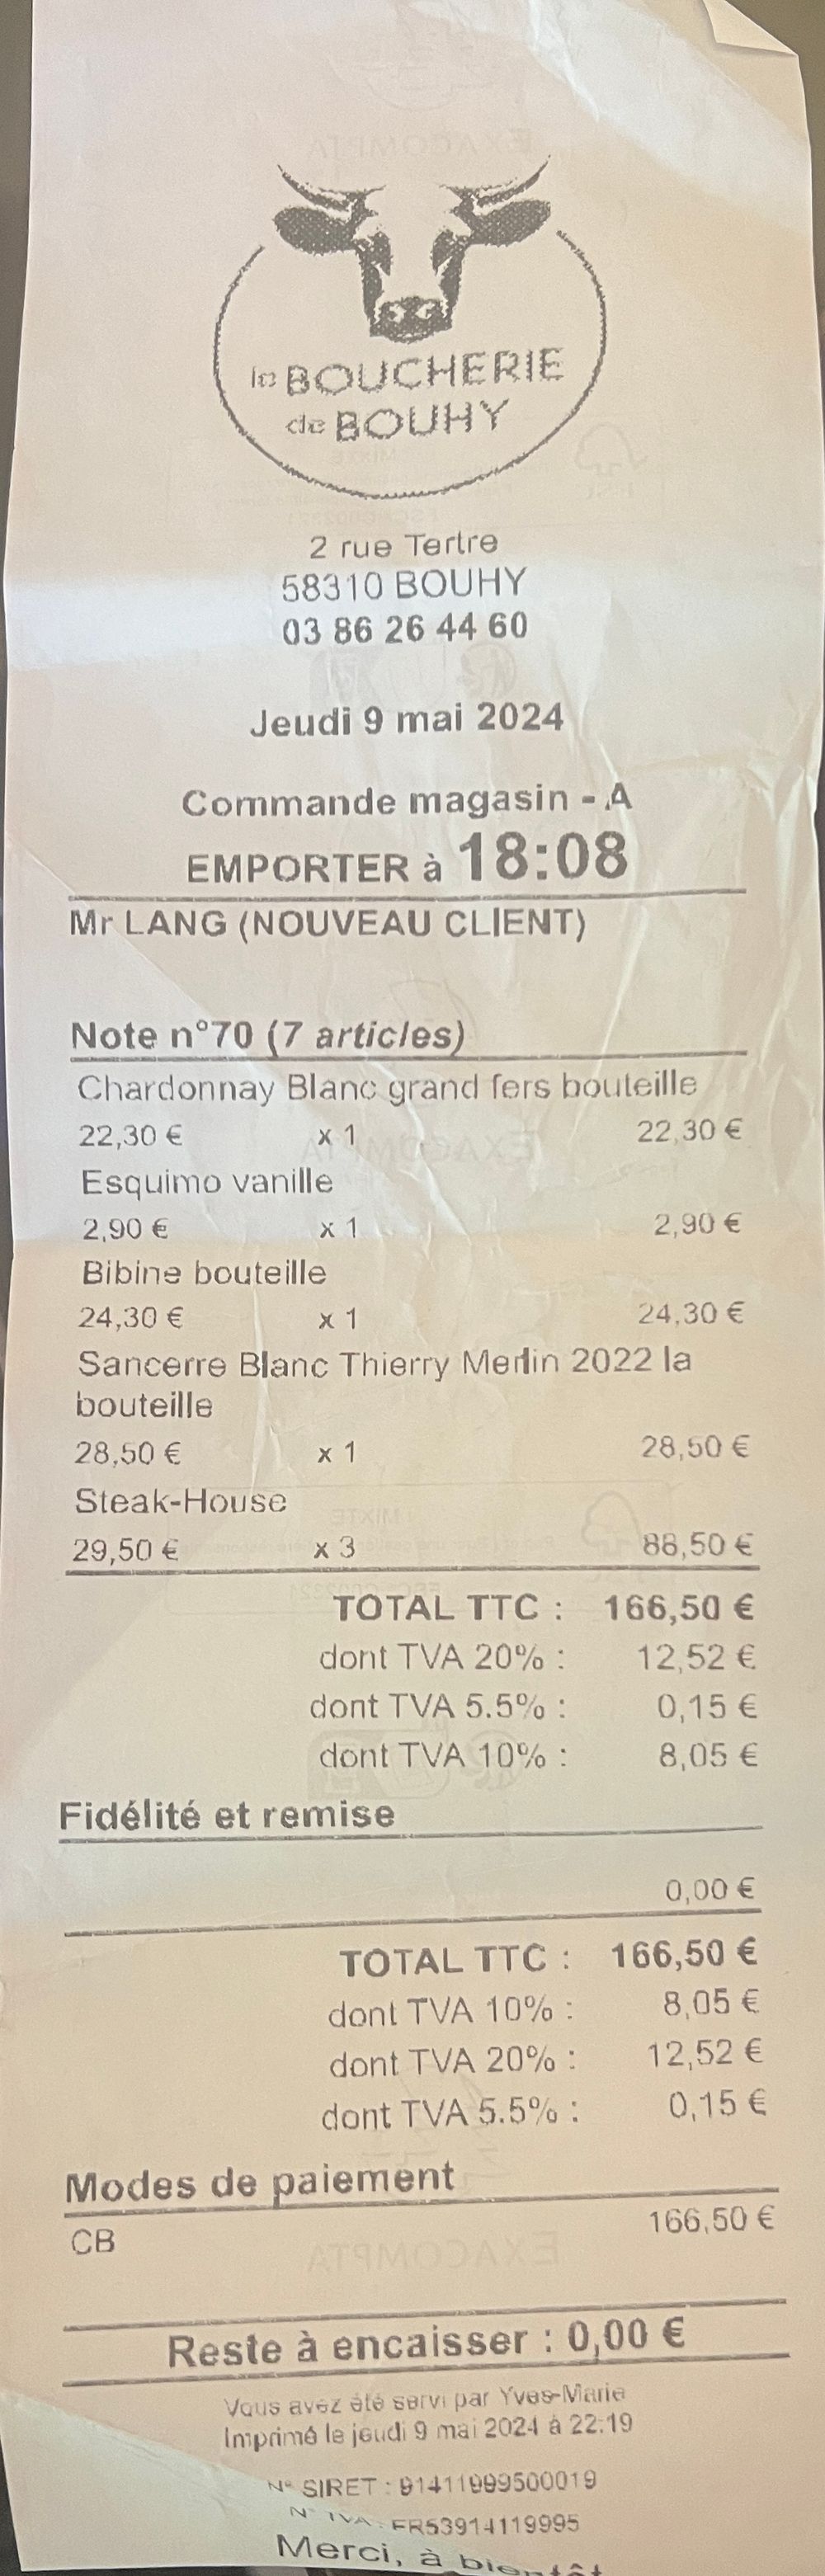 la BOUCHERIE
de BOUHY
2 rue Tertre
58310 BOUHY
03 86 26 44 60
Jeudi 9 mai 2024
Commande magasin - A
EMPORTER à 18:08
Mr LANG (NOUVEAU CLIENT)
Note n°70 (7 articles)
Chardonnay Blanc grand fers bouteille
22,30 € x 1 22,30 €
Esquimo vanille
2,90 € x 1 2,90 €
Bibine bouteille
24,30 € x 1 24,30 €
Sancerre Blanc Thierry Merlin 2022 la
bouteille
28,50 € x 1 28,50 €
Steak-House
29,50 € x 3 88,50 €
TOTAL TTC : 166,50 €
dont TVA 20% : 12,52 €
dont TVA 5.5% : 0,15 €
dont TVA 10% : 8,05 €
Fidélité et remise
0,00 €
TOTAL TTC : 166,50 €
dont TVA 10% : 8,05 €
dont TVA 20% : 12,52 €
dont TVA 5.5% : 0,15 €
Modes de paiement
CB 166,50 €
Reste à encaisser : 0,00 €
Vous avez été servi par Yves-Marie
Imprimé le jeudi 9 mai 2024 à 22:19
N° SIRET : 91411999500019
N° TVA : FR53914119995
Merci, à bientôt